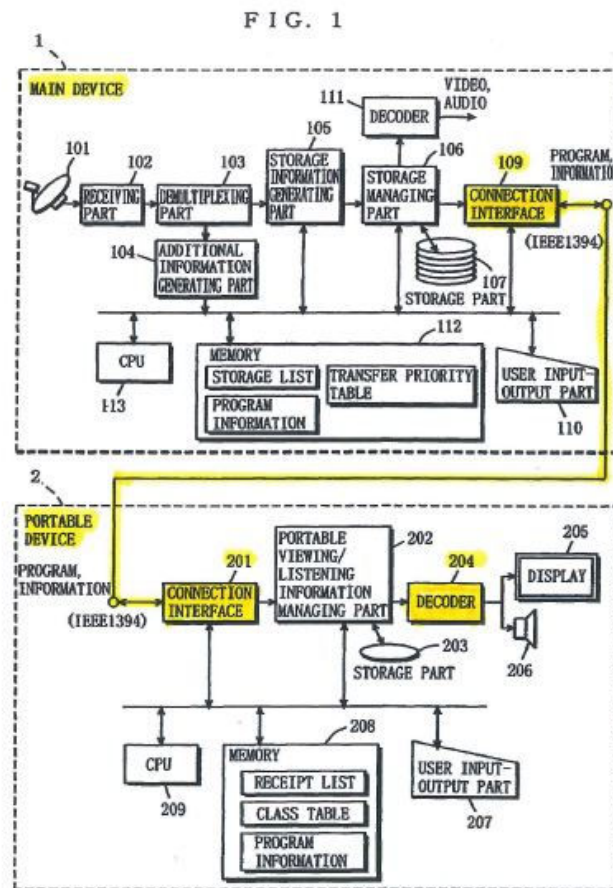 FIG. 1
1
MAIN DEVICE
111
DECODER
VIDEO,
AUDIO
101
102
103
105
106
109
RECEIVING
PART
DEMULTIPLEXING
PART
STORAGE
INFORMATION
GENERATING
PART
STORAGE
MANAGING
PART
CONNECTION
INTERFACE
PROGRAM,
INFORMATION
(IEEE1394)
104
ADDITIONAL
INFORMATION
GENERATING PART
107
STORAGE PART
CPU
113
112
MEMORY
STORAGE LIST
PROGRAM
INFORMATION
TRANSFER PRIORITY
TABLE
USER INPUT-
OUTPUT PART
110
2
PORTABLE
DEVICE
PROGRAM,
INFORMATION
(IEEE1394)
201
CONNECTION
INTERFACE
202
PORTABLE
VIEWING/
LISTENING
INFORMATION
MANAGING PART
204
DECODER
205
DISPLAY
206
203
STORAGE PART
CPU
209
208
MEMORY
RECEIPT LIST
CLASS TABLE
PROGRAM
INFORMATION
USER INPUT-
OUTPUT PART
207